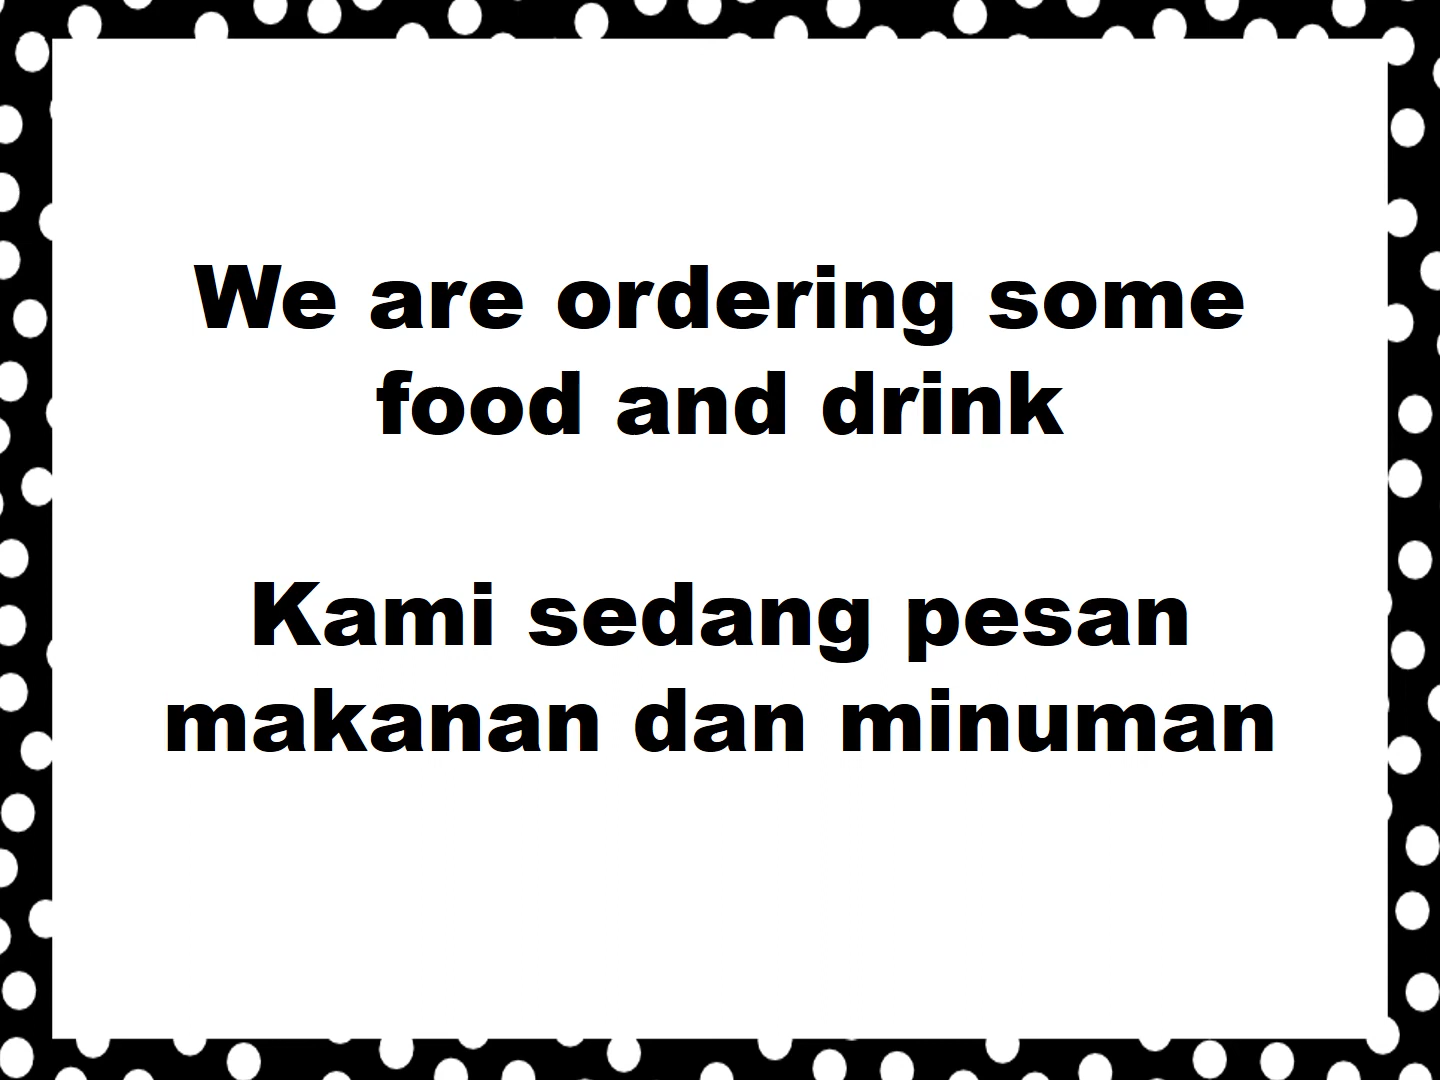 We are ordering some
food and drink
Kami sedang pesan
makanan dan minuman